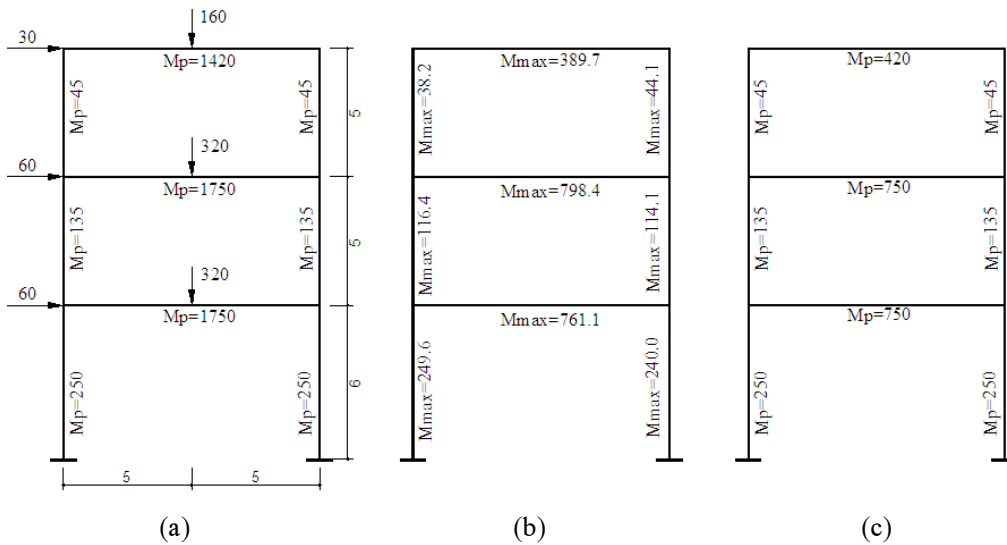 160
30
Mp=1420
Mp=45
Mp=45
5
320
60
Mp=1750
Mp=135
Mp=135
5
320
60
Mp=1750
Mp=250
Mp=250
6
5
5
(a)
Mmax=389.7
Mmax=38.2
Mmax=44.1
Mmax=798.4
Mmax=116.4
Mmax=114.1
Mmax=761.1
Mmax=249.6
Mmax=240.0
(b)
Mp=420
Mp=45
Mp=45
Mp=750
Mp=135
Mp=135
Mp=750
Mp=250
Mp=250
(c)